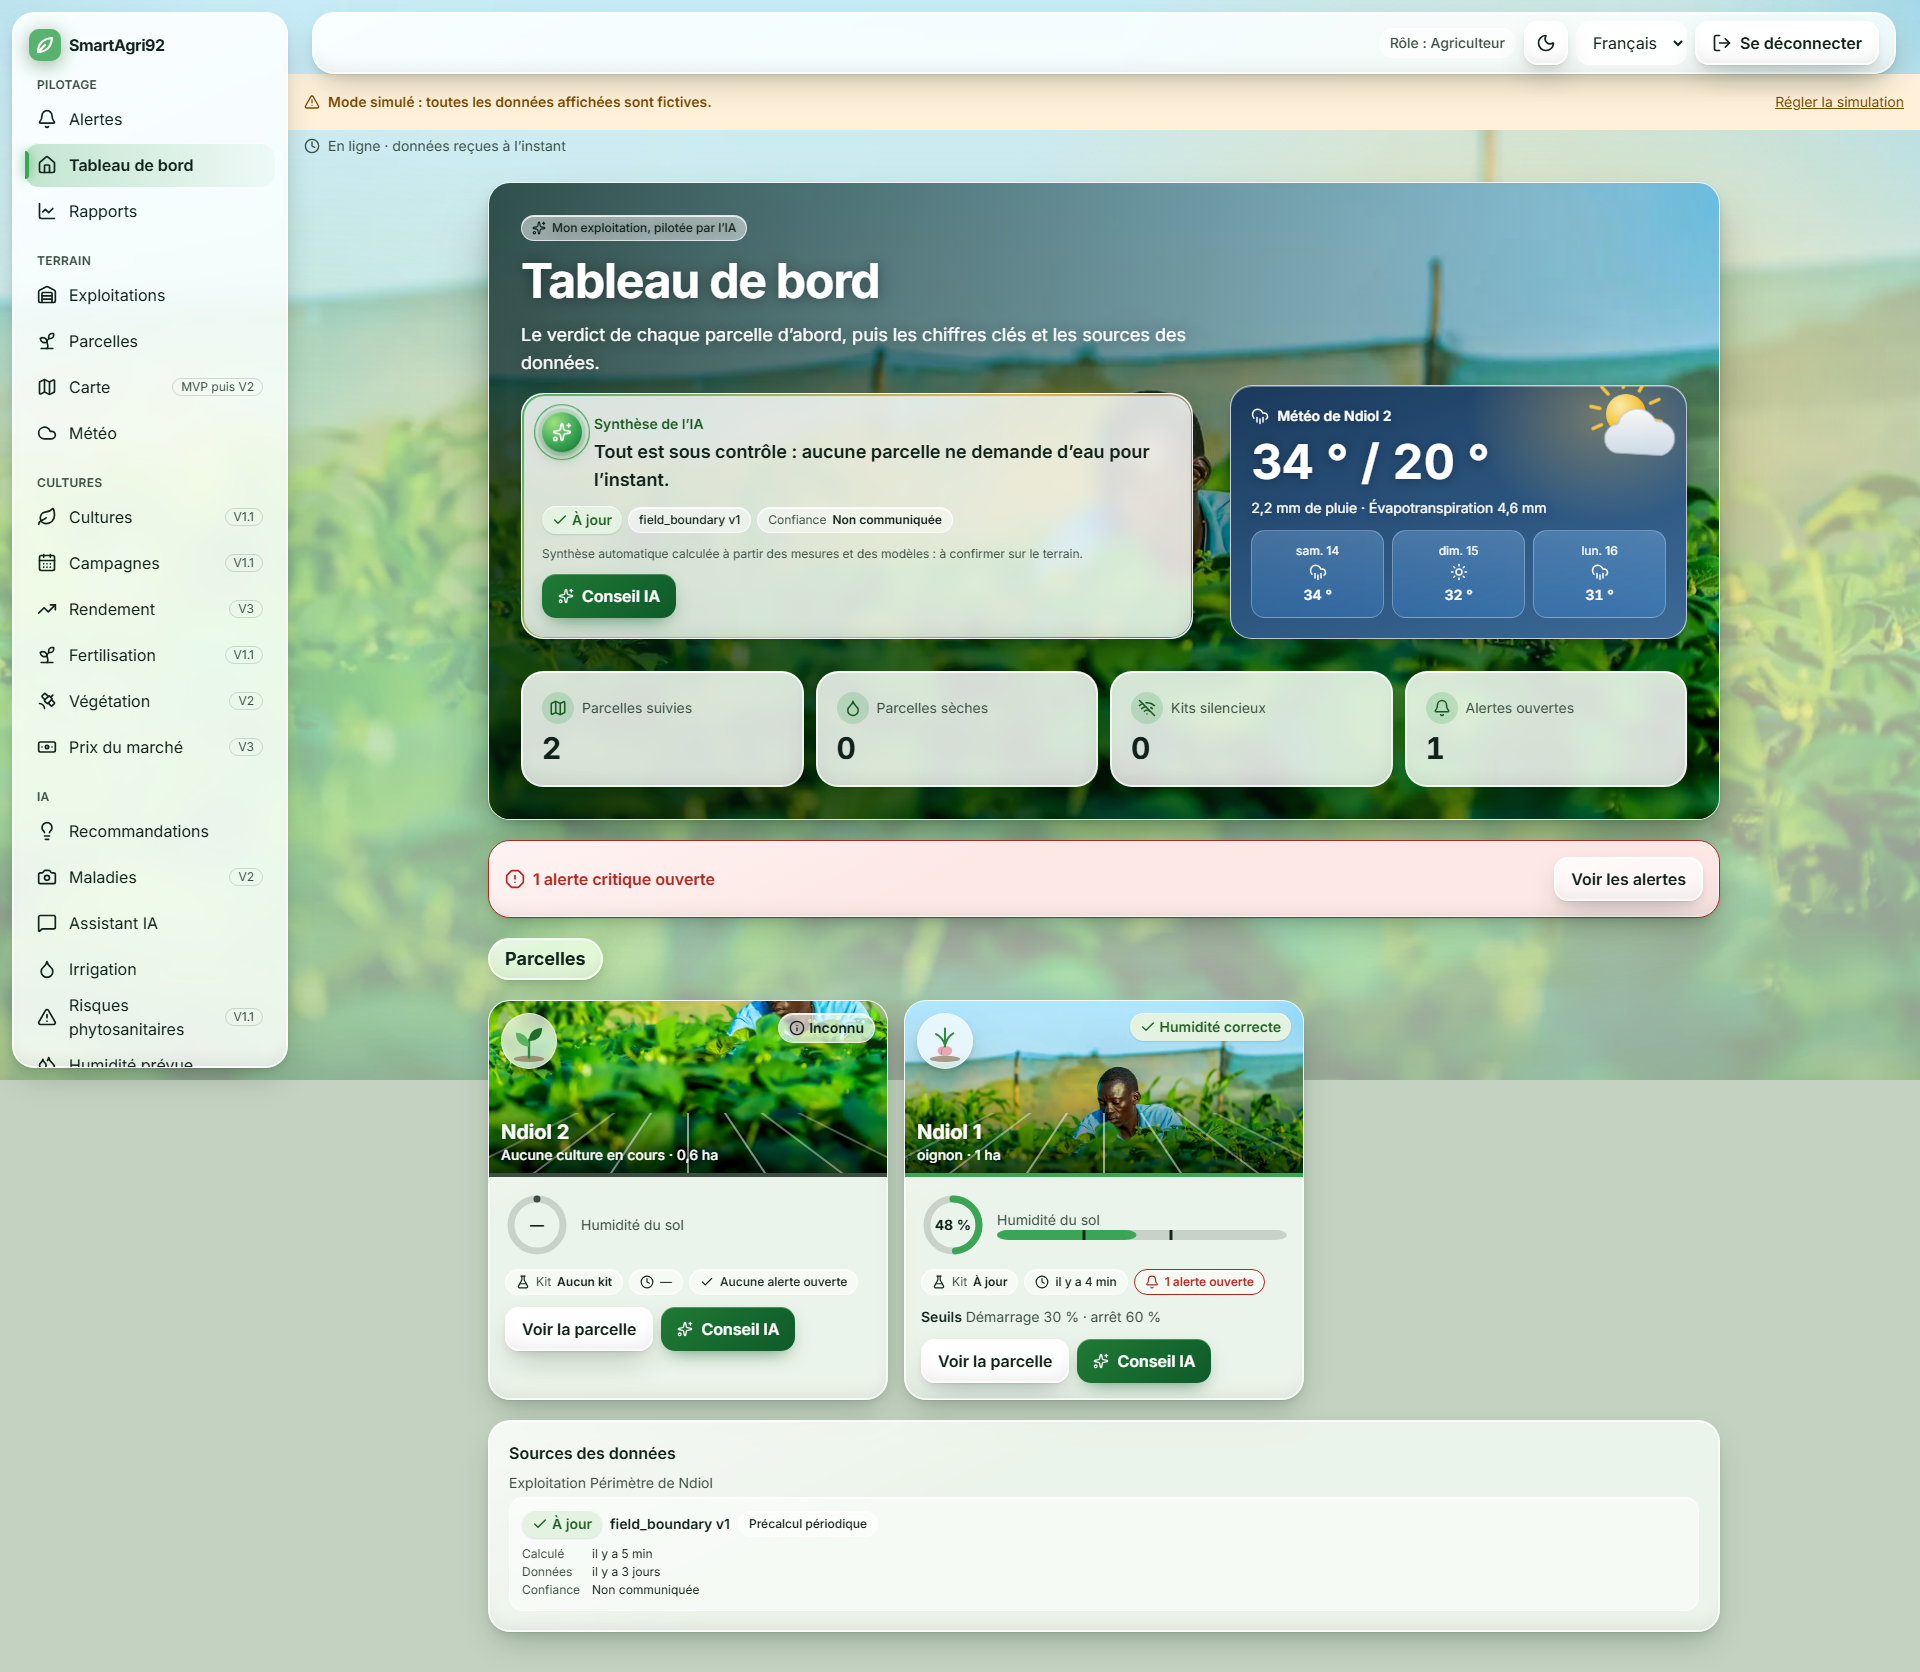 SmartAgri92
PILOTAGE
Alertes
Tableau de bord
Rapports
TERRAIN
Exploitations
Parcelles
Carte MVP puis V2
Météo
CULTURES
Cultures V1.1
Campagnes V1.1
Rendement V3
Fertilisation V1.1
Végétation V2
Prix du marché V3
IA
Recommandations
Maladies V2
Assistant IA
Irrigation
Risques
phytosanitaires V1.1
Humidité prévue
Rôle : Agriculteur Français Se déconnecter
Mode simulé : toutes les données affichées sont fictives. Régler la simulation
En ligne · données reçues à l’instant
Mon exploitation, pilotée par l’IA
Tableau de bord
Le verdict de chaque parcelle d’abord, puis les chiffres clés et les sources des
données.
Synthèse de l’IA
Tout est sous contrôle : aucune parcelle ne demande d’eau pour
l’instant.
À jour field_boundary v1 Confiance Non communiquée
Synthèse automatique calculée à partir des mesures et des modèles : à confirmer sur le terrain.
Conseil IA
Météo de Ndiol 2
34 ° / 20 °
2,2 mm de pluie · Évapotranspiration 4,6 mm
sam. 14 dim. 15 lun. 16
34 ° 32 ° 31 °
Parcelles suivies
2
Parcelles sèches
0
Kits silencieux
0
Alertes ouvertes
1
1 alerte critique ouverte Voir les alertes
Parcelles
Inconnu
Ndiol 2
Aucune culture en cours · 0,6 ha
— Humidité du sol
Kit Aucun kit — Aucune alerte ouverte
Voir la parcelle Conseil IA
Humidité correcte
Ndiol 1
oignon · 1 ha
48 % Humidité du sol
Kit À jour il y a 4 min 1 alerte ouverte
Seuils Démarrage 30 % · arrêt 60 %
Voir la parcelle Conseil IA
Sources des données
Exploitation Périmètre de Ndiol
À jour field_boundary v1 Précalcul périodique
Calculé il y a 5 min
Données il y a 3 jours
Confiance Non communiquée